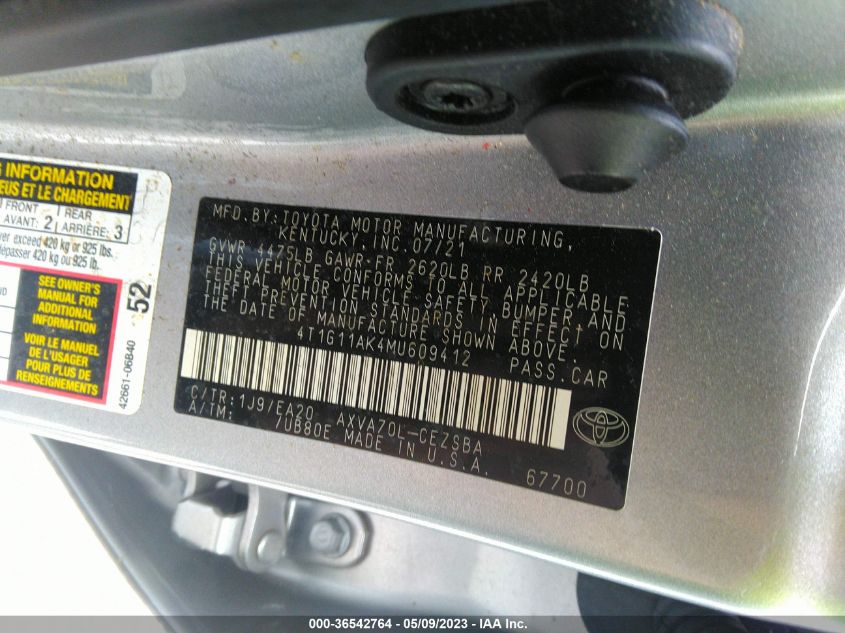 G INFORMATION
EUS ET LE CHARGEMENT
FRONT
AVANT: 2
REAR
ARRIÈRE: 3
ver exceed 420 kg or 925 lbs.
dépasser 420 kg ou 925 lb.
SEE OWNER'S
MANUAL FOR
ADDITIONAL
INFORMATION
VOIR LE MANUEL
DE L'USAGER
POUR PLUS DE
RENSEIGNEMENTS
52
42661-06B40
MFD. BY: TOYOTA MOTOR MANUFACTURING,
KENTUCKY, INC. 07/21
GVWR 4475LB GAWR FR 2620LB RR 2420LB
THIS VEHICLE CONFORMS TO ALL APPLICABLE
FEDERAL MOTOR VEHICLE SAFETY, BUMPER AND
THEFT PREVENTION STANDARDS IN EFFECT ON
THE DATE OF MANUFACTURE SHOWN ABOVE.
4T1G11AK4MU609412 PASS.CAR
C/TR: 1J9/EA20 AXVA70L-CEZSBA
A/TM: /UB80E MADE IN U.S.A.
67700
000-36542764 / 05/09/2023 - IAA Inc.